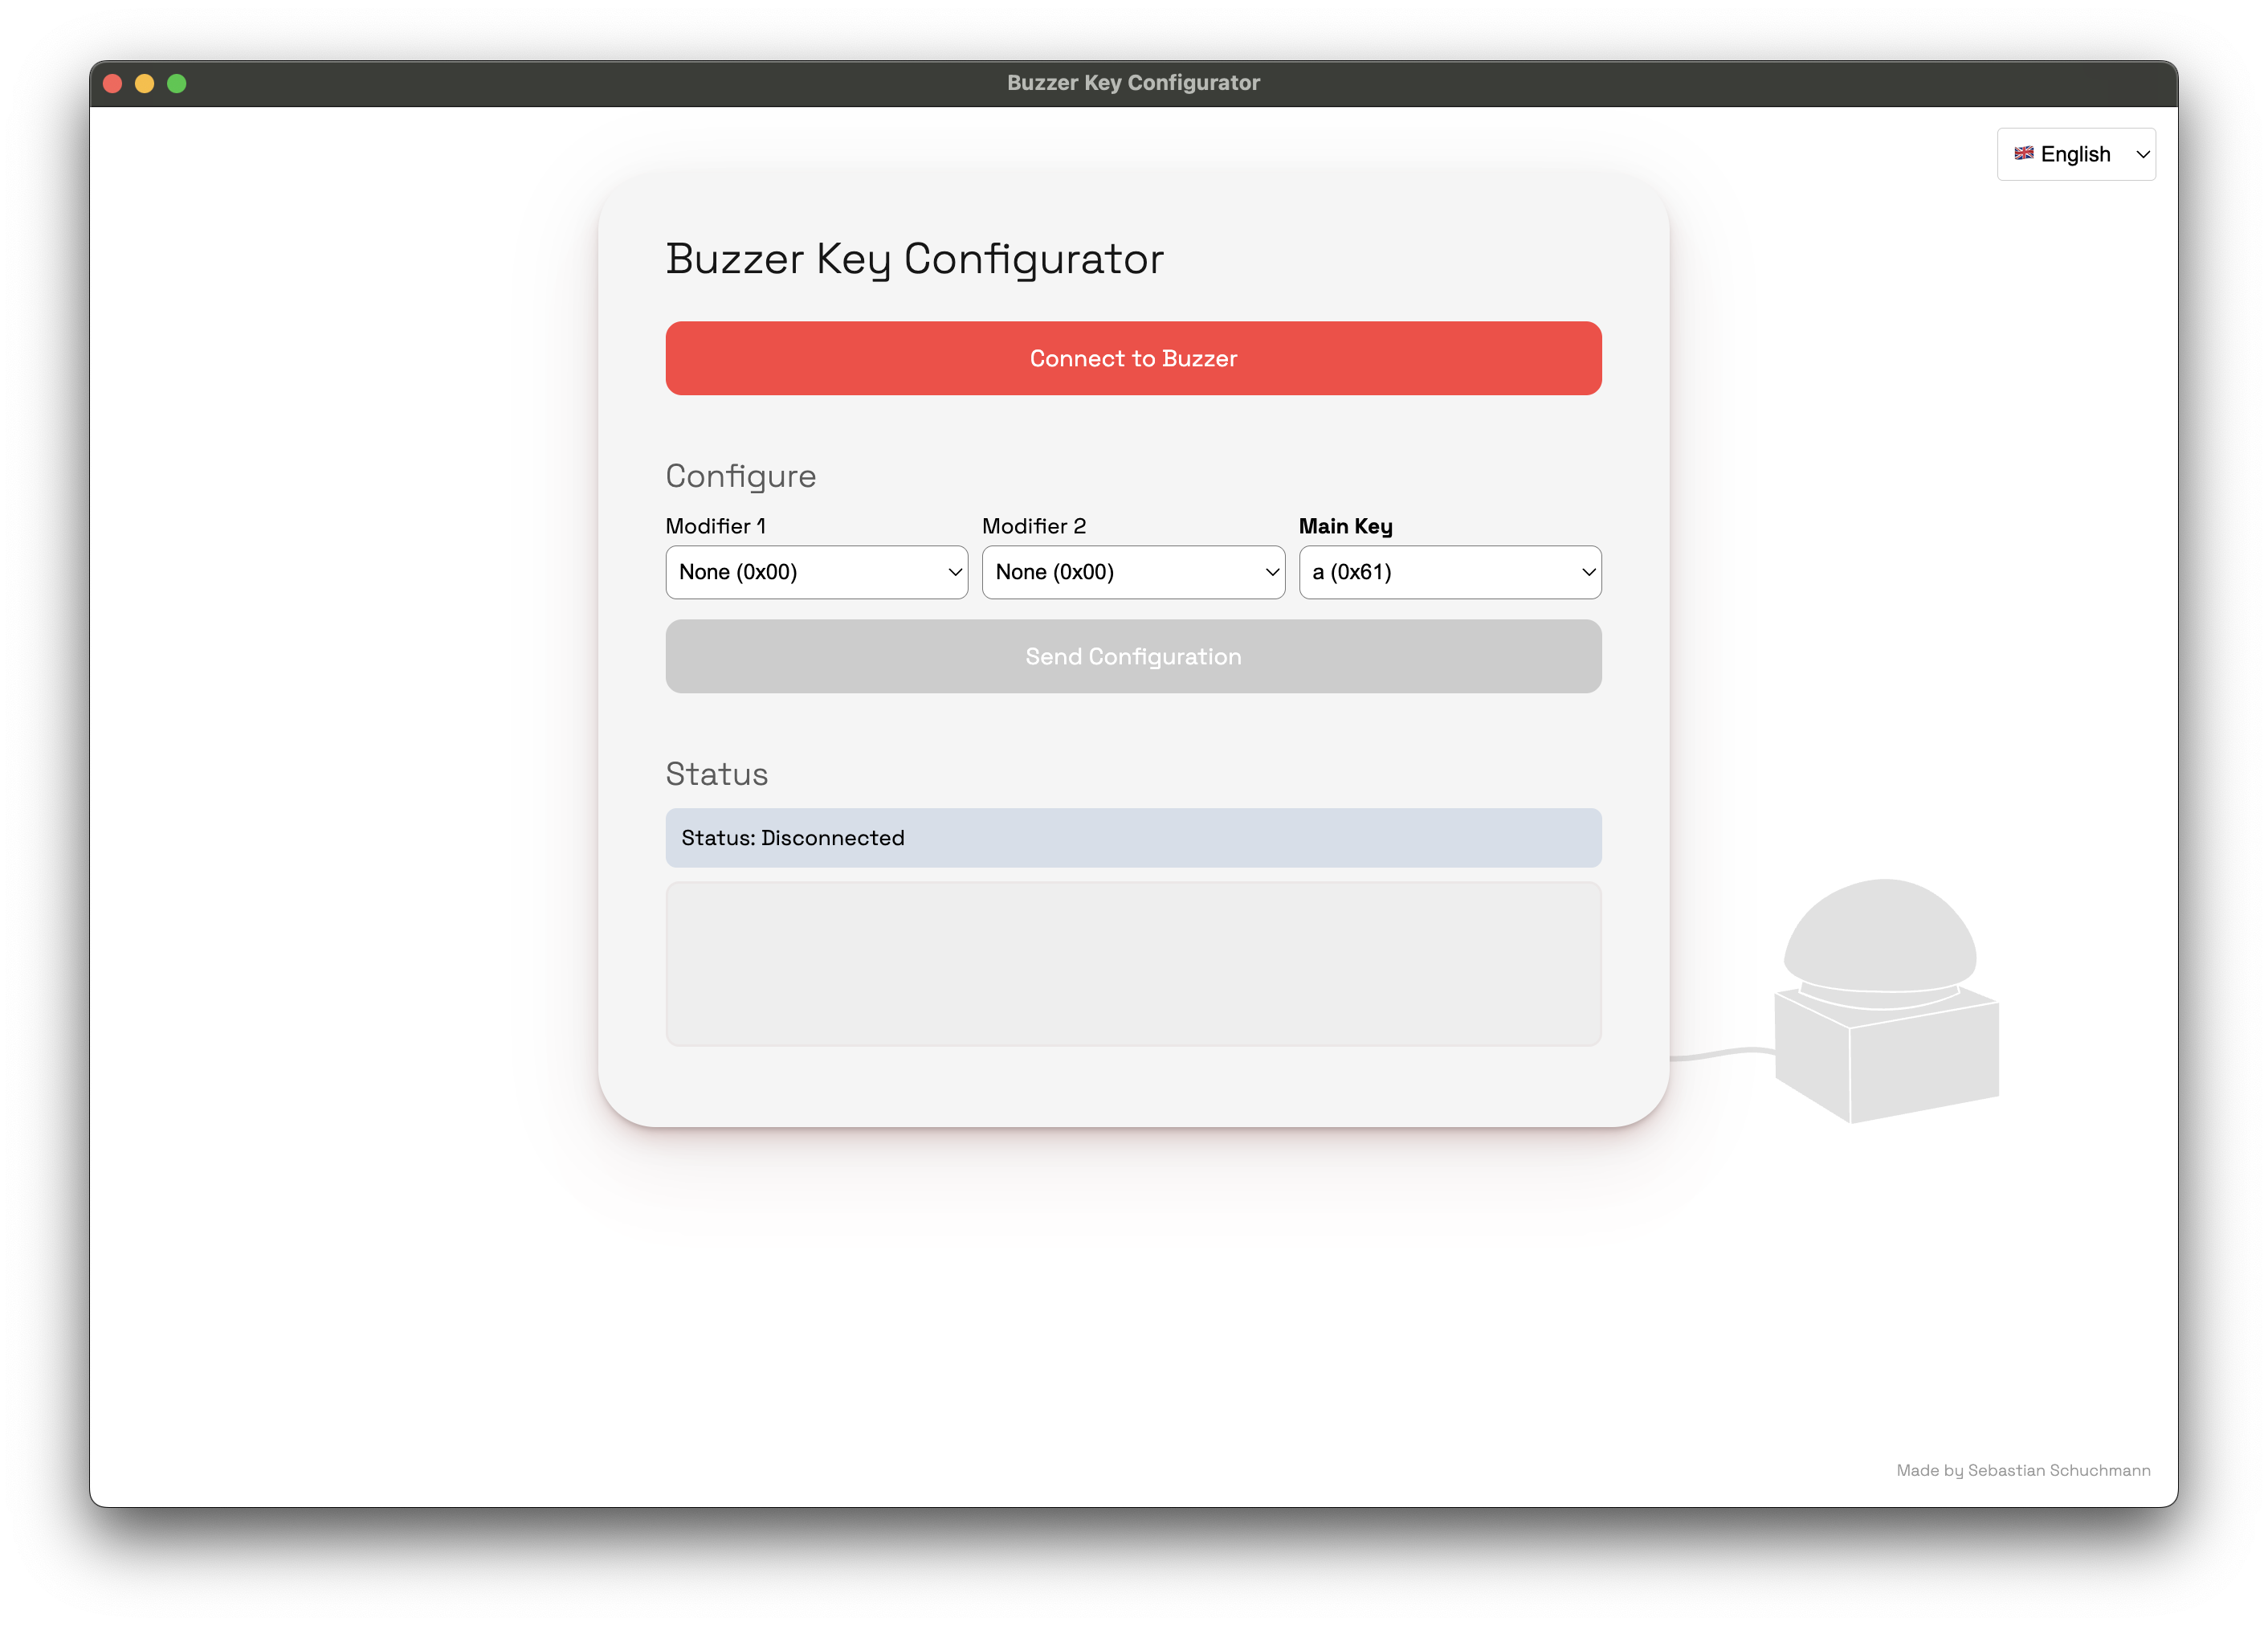 Buzzer Key Configurator
🇬🇧 English
Buzzer Key Configurator
Connect to Buzzer
Configure
Modifier 1
Modifier 2
Main Key
None (0x00)
None (0x00)
a (0x61)
Send Configuration
Status
Status: Disconnected
Made by Sebastian Schuchmann